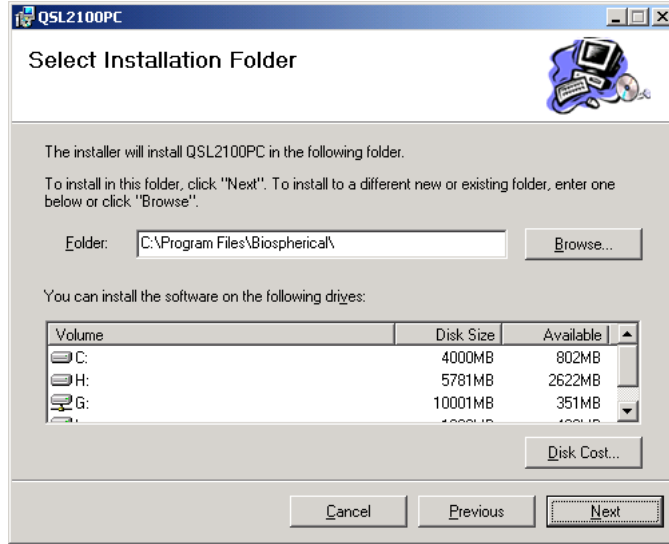 QSL2100PC
Select Installation Folder
The installer will install QSL2100PC in the following folder.
To install in this folder, click "Next". To install to a different new or existing folder, enter one
below or click "Browse".
Folder: C:\Program Files\Biospherical\ Browse...
You can install the software on the following drives:
Volume Disk Size Available
C: 4000MB 802MB
H: 5781MB 2622MB
G: 10001MB 351MB
Disk Cost...
Cancel Previous Next